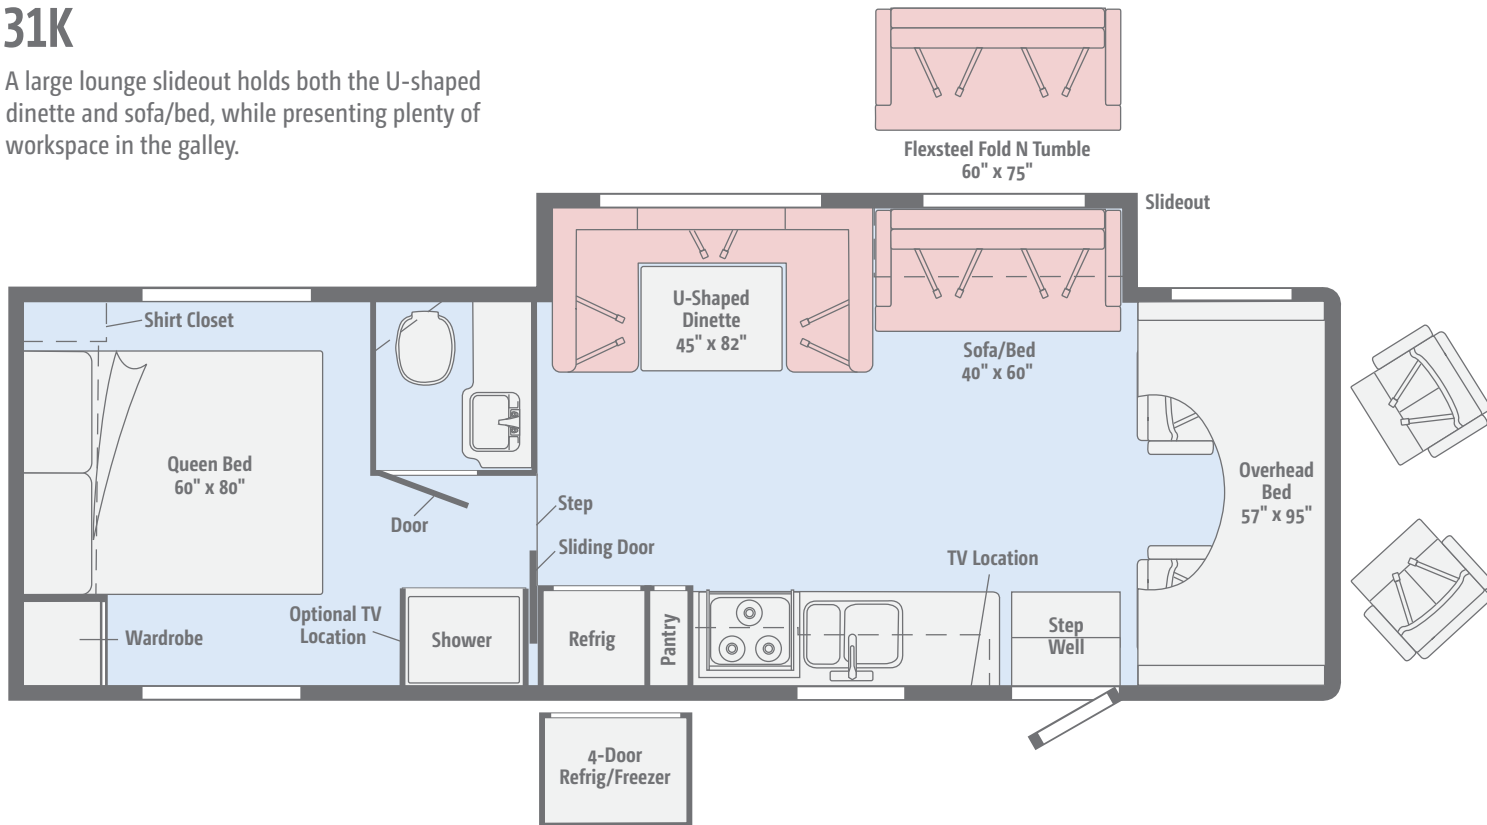 31K
A large lounge slideout holds both the U-shaped
dinette and sofa/bed, while presenting plenty of
workspace in the galley.
Flexsteel Fold N Tumble
60" x 75"
Slideout
Shirt Closet
U-Shaped
Dinette
45" x 82"
Sofa/Bed
40" x 60"
Queen Bed
60" x 80"
Door
Step
Sliding Door
Overhead
Bed
57" x 95"
TV Location
Wardrobe
Optional TV
Location
Shower
Refrig
Pantry
Step
Well
4-Door
Refrig/Freezer